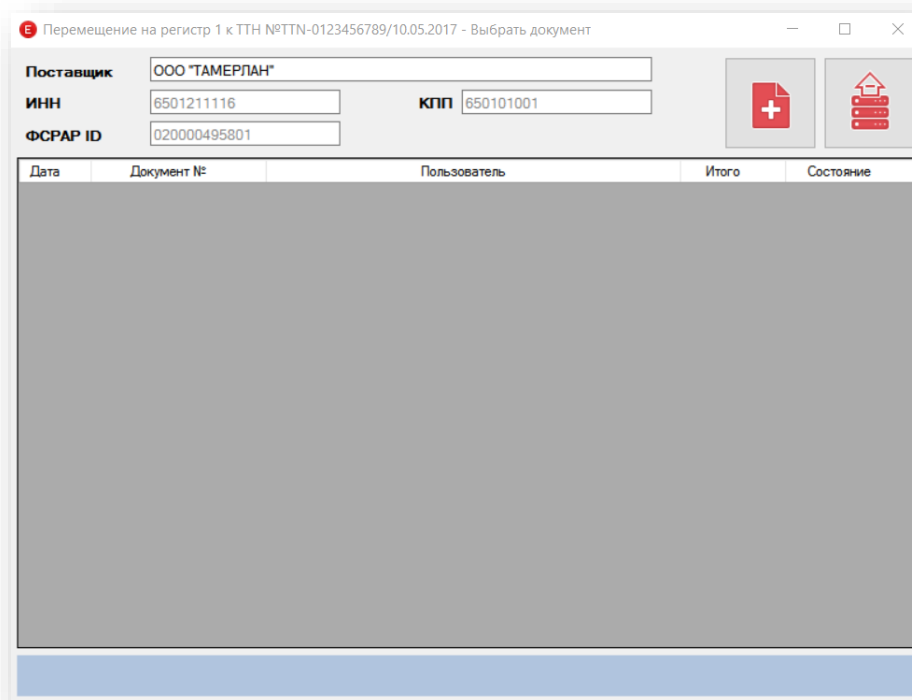 E Перемещение на регистр 1 к ТТН №TTN-0123456789/10.05.2017 - Выбрать документ
Поставщик ООО "ТАМЕРЛАН"
ИНН 6501211116 КПП 650101001
ФСРАР ID 020000495801
Дата Документ № Пользователь Итого Состояние